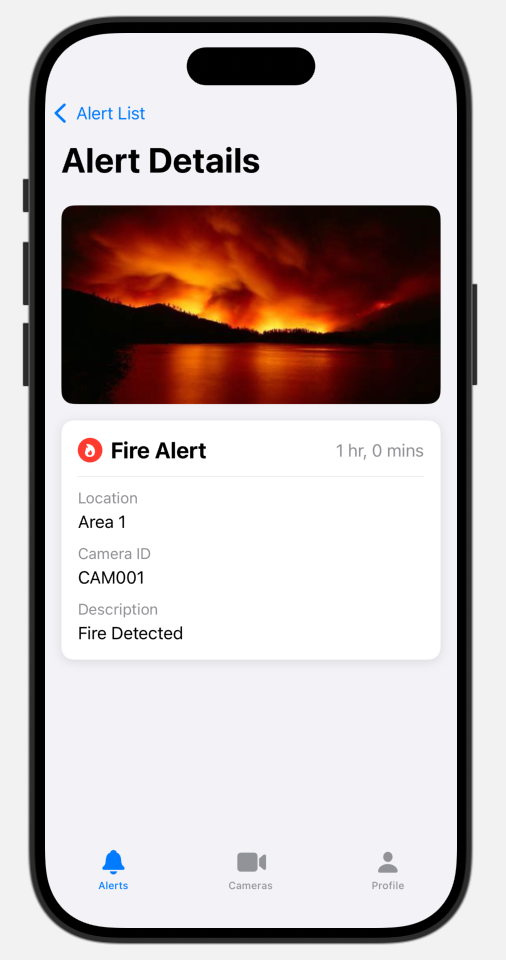 Alert List
Alert Details
Fire Alert
1 hr, 0 mins
Location
Area 1
Camera ID
CAM001
Description
Fire Detected
Alerts
Cameras
Profile